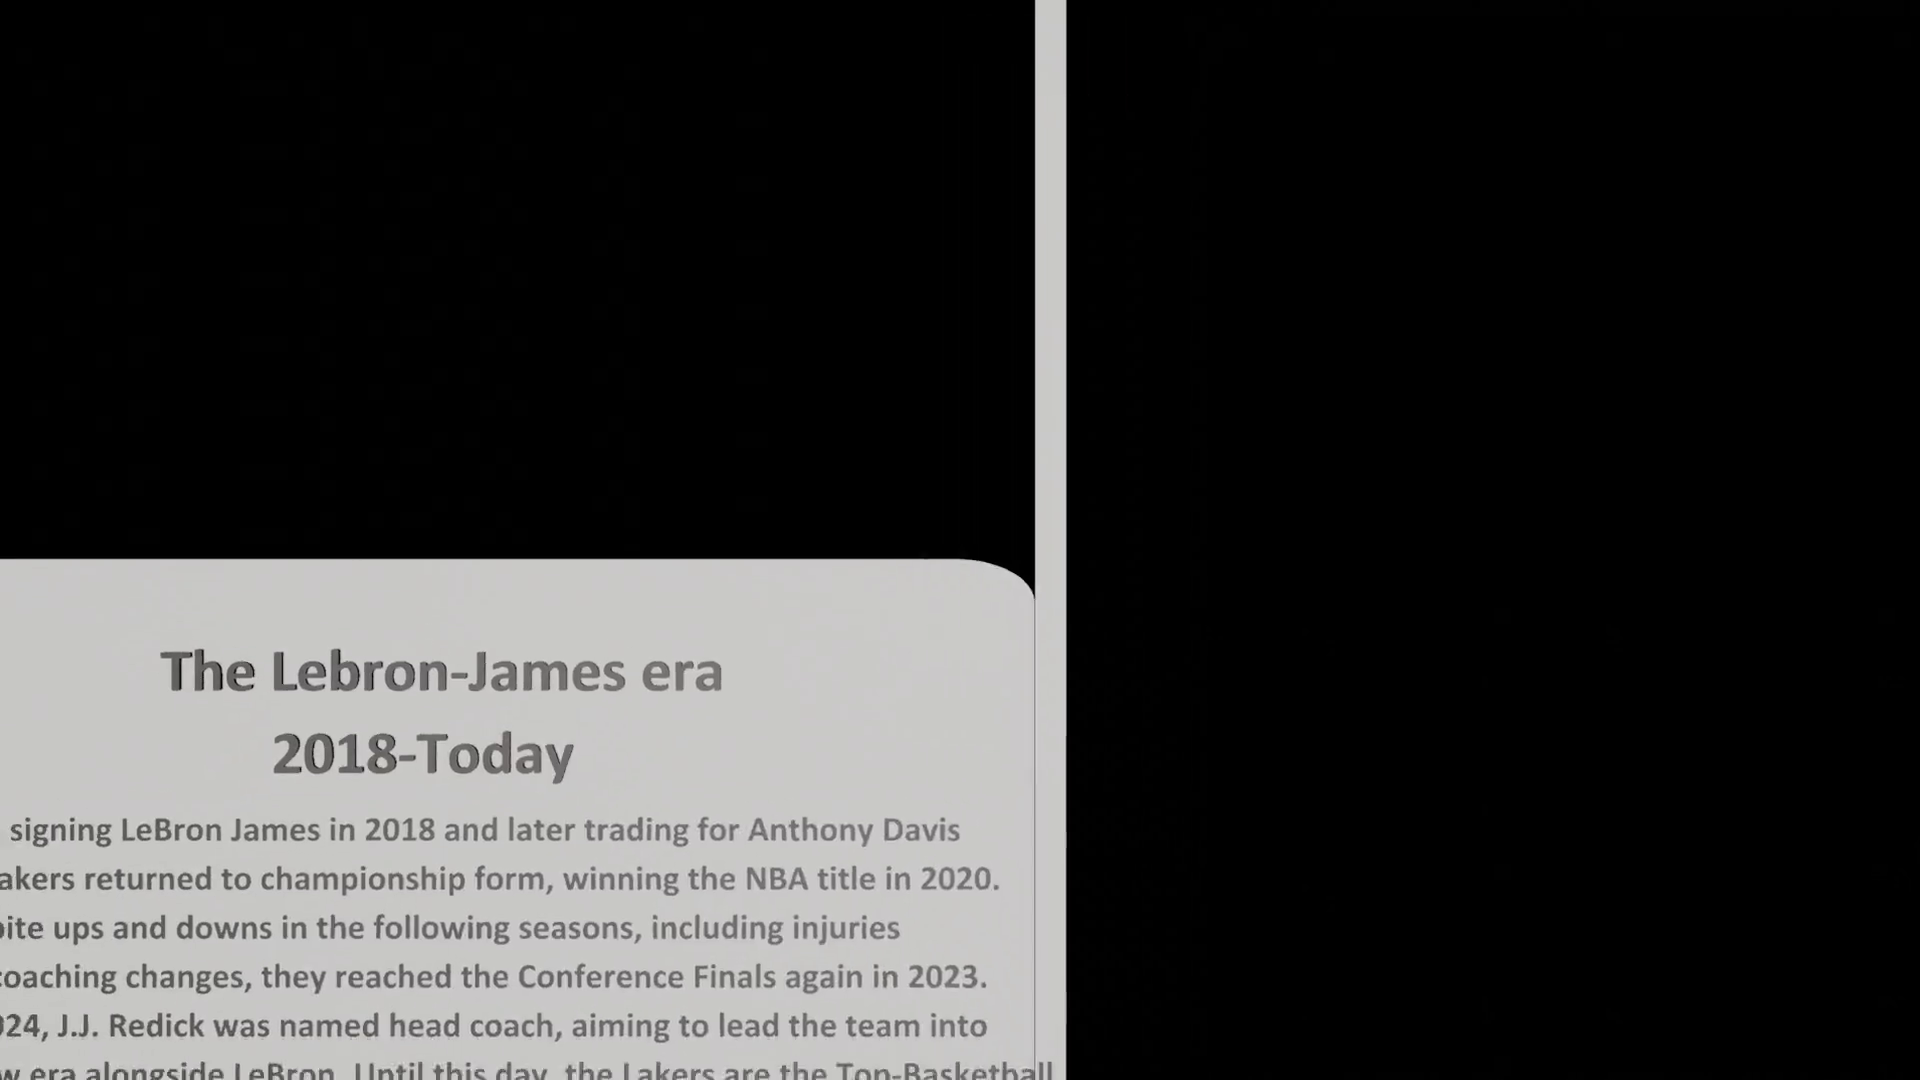 The Lebron-James era
2018-Today
signing LeBron James in 2018 and later trading for Anthony Davis
akers returned to championship form, winning the NBA title in 2020.
ite ups and downs in the following seasons, including injuries
coaching changes, they reached the Conference Finals again in 2023.
24, J.J. Redick was named head coach, aiming to lead the team into
w era alongside LeBron. Until this day, the Lakers are the Top-Basketball